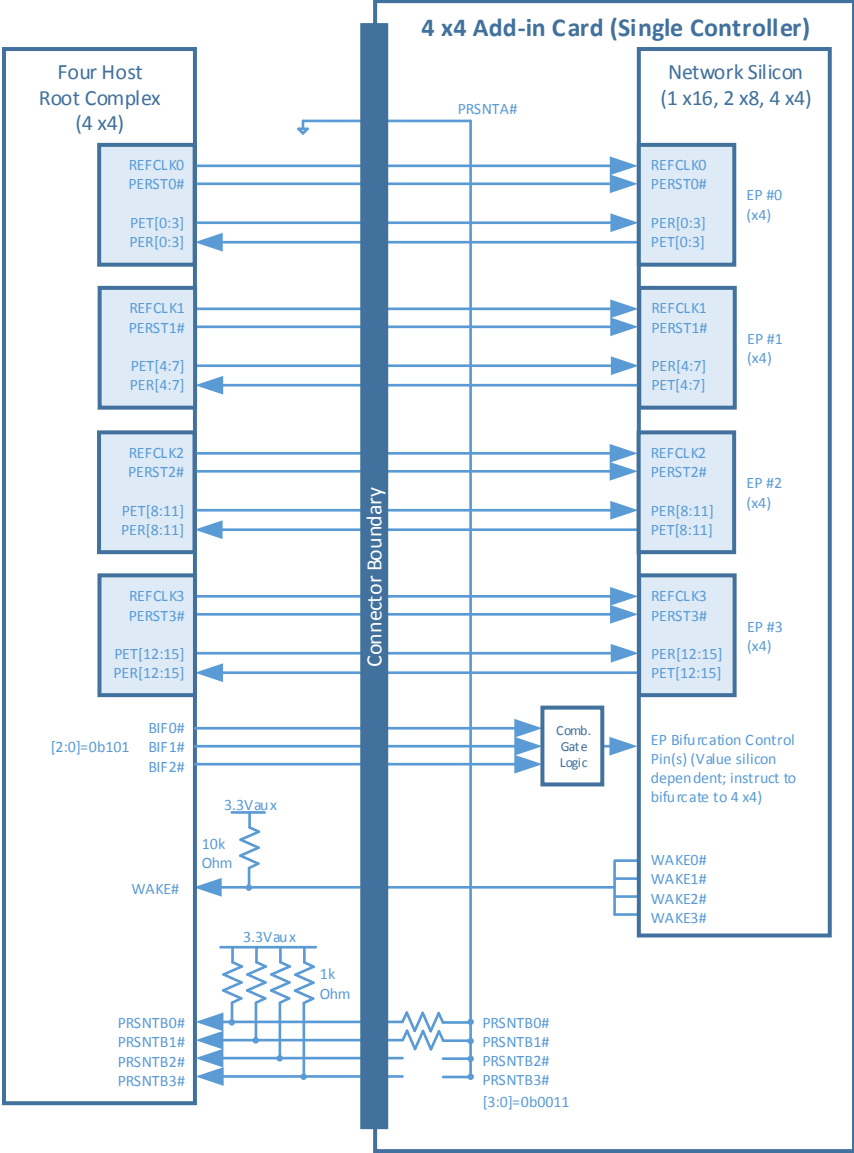 4 x4 Add-in Card (Single Controller)
Four Host
Root Complex
(4 x4)
Network Silicon
(1 x16, 2 x8, 4 x4)
PRSNTA#
REFCLK0
PERST0#
PET[0:3]
PER[0:3]
REFCLK0
PERST0#
PER[0:3]
PET[0:3]
EP #0
(x4)
REFCLK1
PERST1#
PET[4:7]
PER[4:7]
REFCLK1
PERST1#
PER[4:7]
PET[4:7]
EP #1
(x4)
REFCLK2
PERST2#
PET[8:11]
PER[8:11]
REFCLK2
PERST2#
PER[8:11]
PET[8:11]
EP #2
(x4)
Connector Boundary
REFCLK3
PERST3#
PET[12:15]
PER[12:15]
REFCLK3
PERST3#
PER[12:15]
PET[12:15]
EP #3
(x4)
[2:0]=0b101
BIF0#
BIF1#
BIF2#
Comb.
Gate
Logic
EP Bifurcation Control
Pin(s) (Value silicon
dependent; instruct to
bifurcate to 4 x4)
3.3Vaux
10k
Ohm
WAKE#
WAKE0#
WAKE1#
WAKE2#
WAKE3#
3.3Vaux
1k
Ohm
PRSNTB0#
PRSNTB1#
PRSNTB2#
PRSNTB3#
PRSNTB0#
PRSNTB1#
PRSNTB2#
PRSNTB3#
[3:0]=0b0011